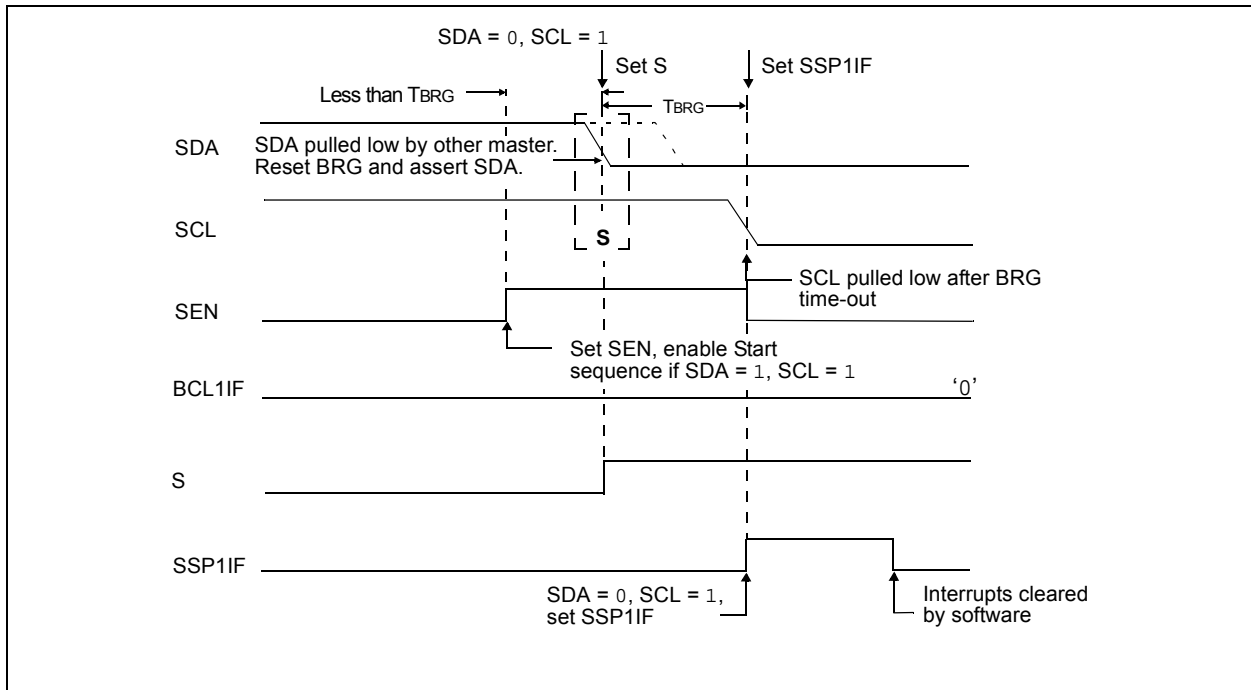 SDA = 0, SCL = 1
Set S
Set SSP1IF
Less than TBRG
TBRG
SDA
SDA pulled low by other master.
Reset BRG and assert SDA.
SCL
S
SCL pulled low after BRG
time-out
SEN
Set SEN, enable Start
sequence if SDA = 1, SCL = 1
BCL1IF
‘0’
S
SSP1IF
SDA = 0, SCL = 1,
set SSP1IF
Interrupts cleared
by software